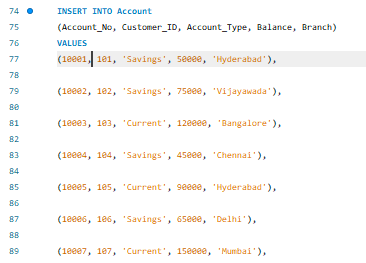 74 INSERT INTO Account
75 (Account_No, Customer_ID, Account_Type, Balance, Branch)
76 VALUES
77 (10001, 101, 'Savings', 50000, 'Hyderabad'),
78
79 (10002, 102, 'Savings', 75000, 'Vijayawada'),
80
81 (10003, 103, 'Current', 120000, 'Bangalore'),
82
83 (10004, 104, 'Savings', 45000, 'Chennai'),
84
85 (10005, 105, 'Current', 90000, 'Hyderabad'),
86
87 (10006, 106, 'Savings', 65000, 'Delhi'),
88
89 (10007, 107, 'Current', 150000, 'Mumbai'),